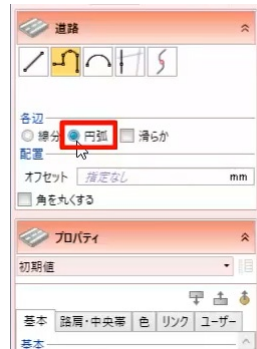 道路
各辺
線分 円弧 滑らか
配置
オフセット 指定なし mm
角を丸くする
プロパティ
初期値
基本 路肩・中央帯 色 リンク ユーザー
基本